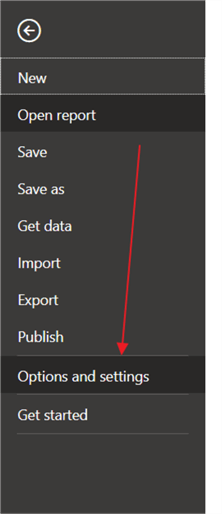 New
Open report
Save
Save as
Get data
Import
Export
Publish
Options and settings
Get started